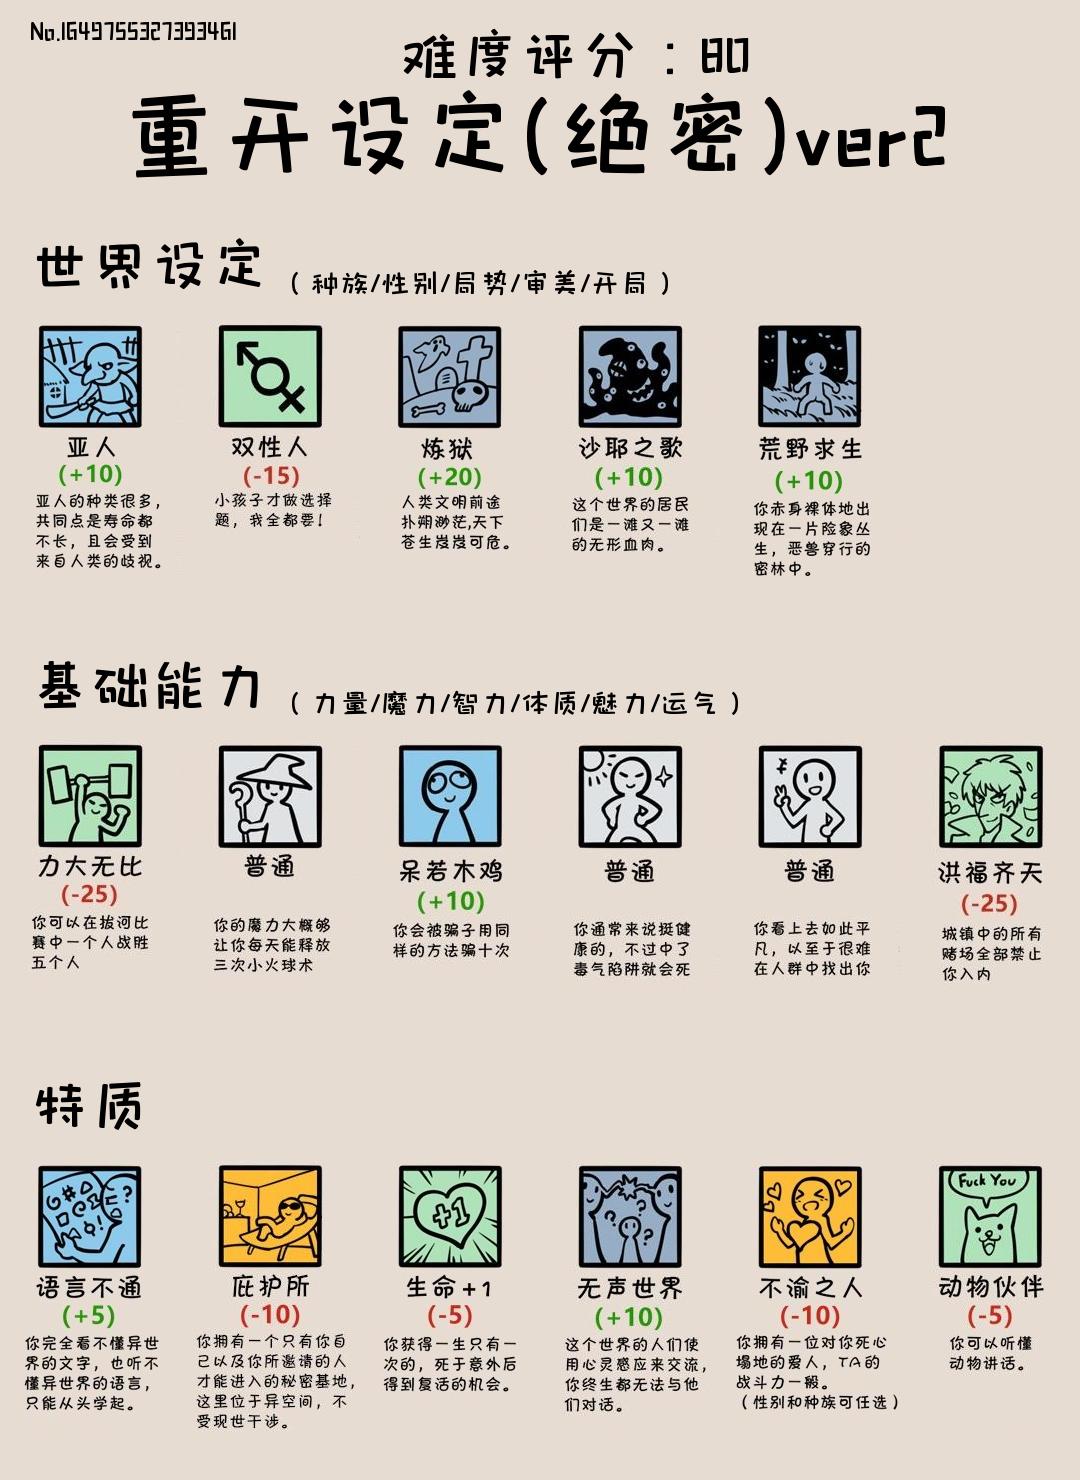 No.1649755327393461
难度评分：80
重开设定(绝密)ver2
世界设定 （种族/性别/局势/审美/开局）
亚人 双性人 炼狱 沙耶之歌 荒野求生
(+10) (-15) (+20) (+10) (+10)
亚人的种类很多，
共同点是寿命都
不长，且会受到
来自人类的歧视。
小孩子才做选择
题，我全都要！
人类文明前途
扑朔渺茫,天下
苍生岌岌可危。
这个世界的居民
们是一滩又一滩
的无形血肉。
你赤身裸体地出
现在一片险象丛
生，恶兽穿行的
密林中。
基础能力 （力量/魔力/智力/体质/魅力/运气）
力大无比 普通 呆若木鸡 普通 普通 洪福齐天
(-25) (+10) (-25)
你可以在拔河比
赛中一个人战胜
五个人
你的魔力大概够
让你每天能释放
三次小火球术
你会被骗子用同
样的方法骗十次
你通常来说挺健
康的，不过中了
毒气陷阱就会死
你看上去如此平
凡，以至于很难
在人群中找出你
城镇中的所有
赌场全部禁止
你入内
特质
+1
Fuck You
语言不通 庇护所 生命+1 无声世界 不渝之人 动物伙伴
(+5) (-10) (-5) (+10) (-10) (-5)
你完全看不懂异世
界的文字，也听不
懂异世界的语言，
只能从头学起。
你拥有一个只有你自
己以及你所邀请的人
才能进入的秘密基地，
这里位于异空间，不
受现世干涉。
你获得一生只有一
次的，死于意外后
得到复活的机会。
这个世界的人们使
用心灵感应来交流，
你终生都无法与他
们对话。
你拥有一位对你死心
塌地的爱人，TA的
战斗力一般。
（性别和种族可任选）
你可以听懂
动物讲话。